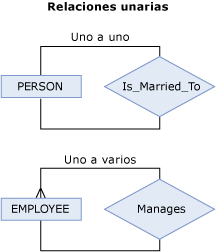 Relaciones unarias
Uno a uno
PERSON
Is_Married_To
Uno a varios
EMPLOYEE
Manages